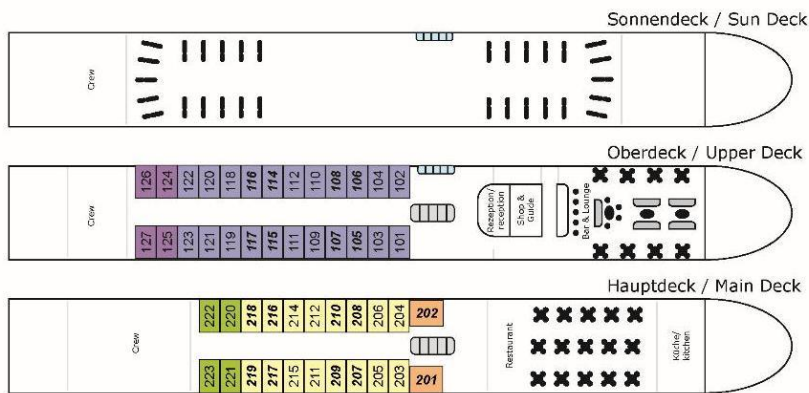 Sonnendeck / Sun Deck
Crew
Oberdeck / Upper Deck
126 124 122 120 118 116 114 112 110 108 106 104 102
Crew
Rezeption/
reception
Shop &
Guide
Bar & Lounge
127 125 123 121 119 117 115 111 109 107 105 103 101
Hauptdeck / Main Deck
222 220 218 216 214 212 210 208 206 204 202
Crew
Restaurant
Küche/
kitchen
223 221 219 217 215 211 209 207 205 203 201